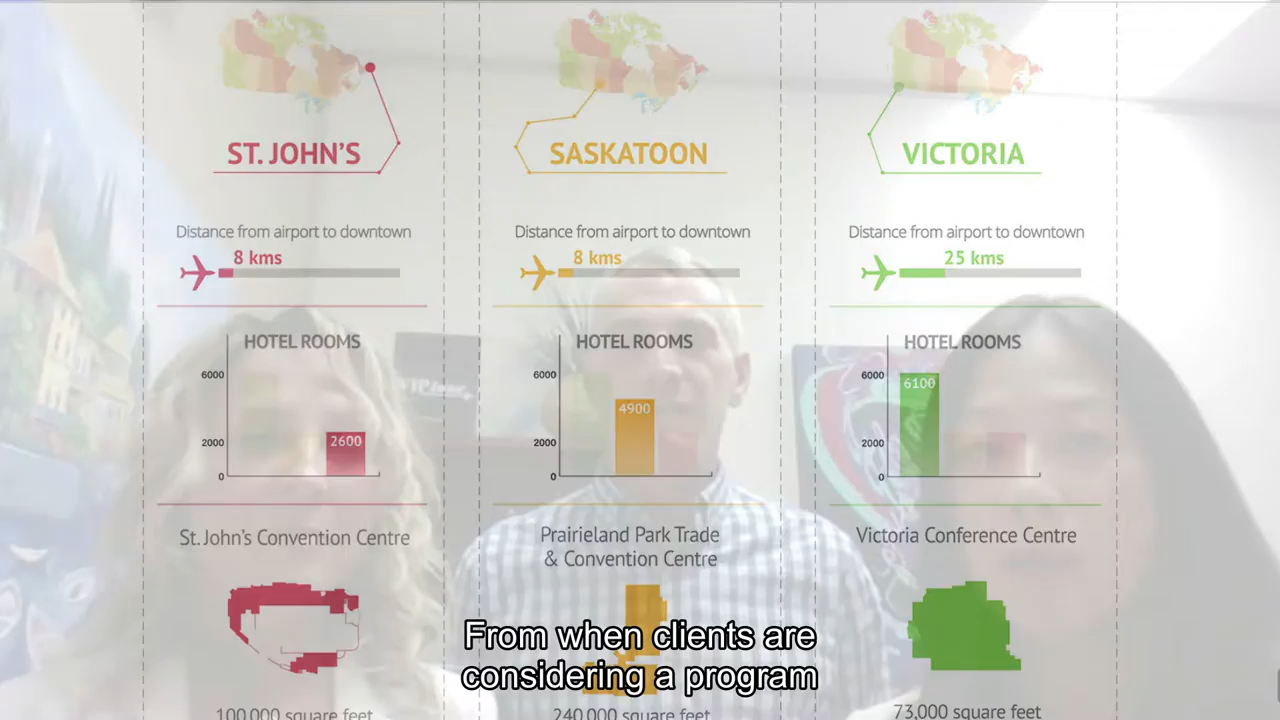 ST. JOHN'S
Distance from airport to downtown
8 kms
HOTEL ROOMS
6000
2000
0
2600
St. John's Convention Centre
100,000 square feet
SASKATOON
Distance from airport to downtown
8 kms
HOTEL ROOMS
6000
2000
0
4900
Prairieland Park Trade
& Convention Centre
240,000 square feet
VICTORIA
Distance from airport to downtown
25 kms
HOTEL ROOMS
6000
2000
0
6100
Victoria Conference Centre
73,000 square feet
From when clients are
considering a program